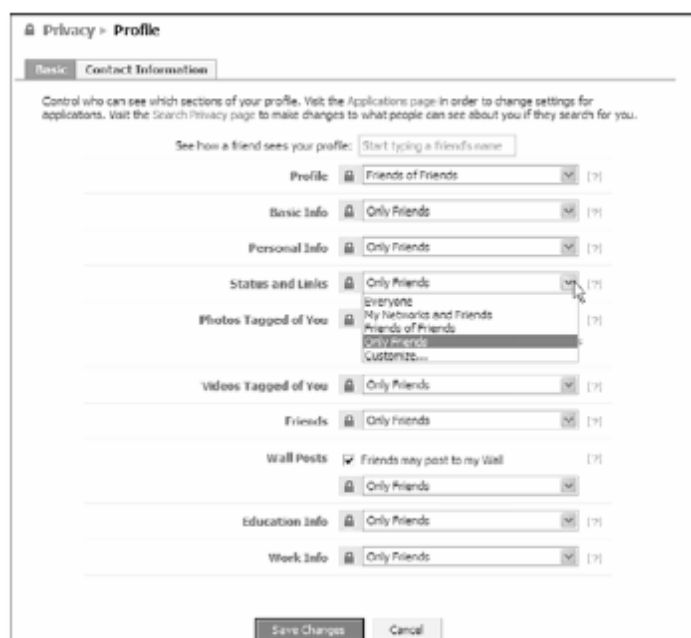 Privacy ▸ Profile
Basic Contact Information
Control who can see which sections of your profile. Visit the Applications page in order to change settings for
applications. Visit the Search Privacy page to make changes to what people can see about you if they search for you.
See how a friend sees your profile: Start typing a friend's name
Profile Friends of Friends [?]
Basic Info Only Friends [?]
Personal Info Only Friends [?]
Status and Links Only Friends [?]
Everyone
My Networks and Friends
Photos Tagged of You [?]
Friends of Friends
Only Friends
Customize...
Videos Tagged of You Only Friends [?]
Friends Only Friends [?]
Wall Posts Friends may post to my Wall [?]
Only Friends
Education Info Only Friends [?]
Work Info Only Friends [?]
Save Changes Cancel